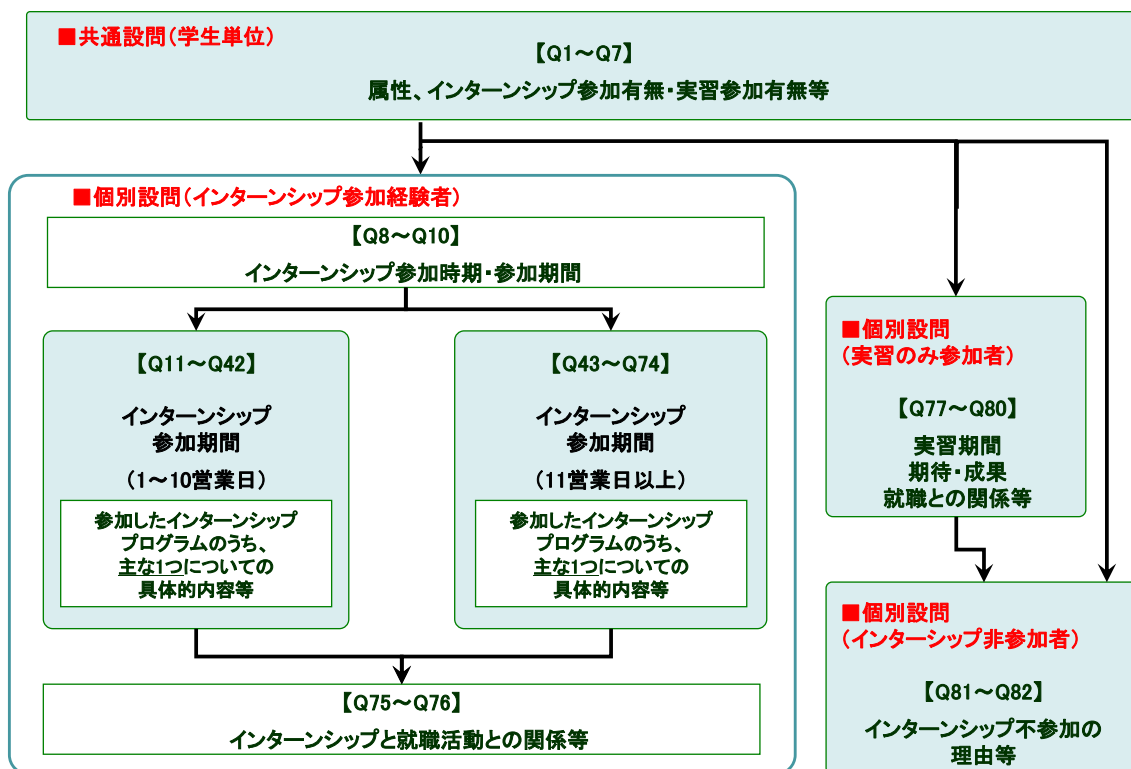 ■共通設問(学生単位)
【Q1～Q7】
属性、インターンシップ参加有無・実習参加有無等
■個別設問(インターンシップ参加経験者)
【Q8～Q10】
インターンシップ参加時期・参加期間
【Q11～Q42】
インターンシップ
参加期間
(1～10営業日)
参加したインターンシップ
プログラムのうち、
主な1つについての
具体的内容等
【Q43～Q74】
インターンシップ
参加期間
(11営業日以上)
参加したインターンシップ
プログラムのうち、
主な1つについての
具体的内容等
【Q75～Q76】
インターンシップと就職活動との関係等
■個別設問
(実習のみ参加者)
【Q77～Q80】
実習期間
期待・成果
就職との関係等
■個別設問
(インターシップ非参加者)
【Q81～Q82】
インターンシップ不参加の
理由等